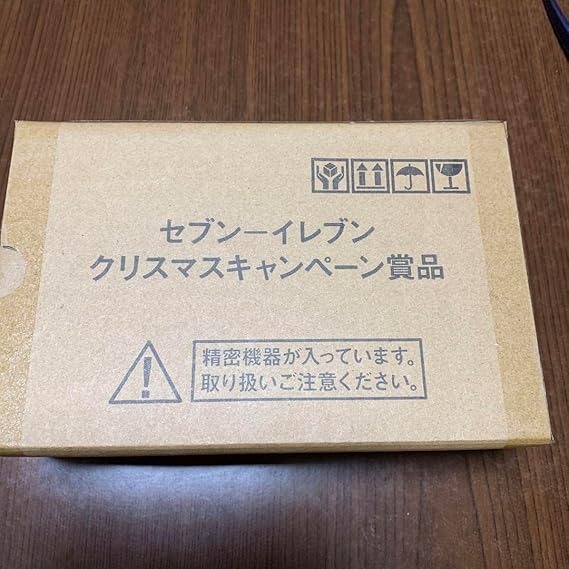 セブン－イレブン
クリスマスキャンペーン賞品
精密機器が入っています。
取り扱いご注意ください。